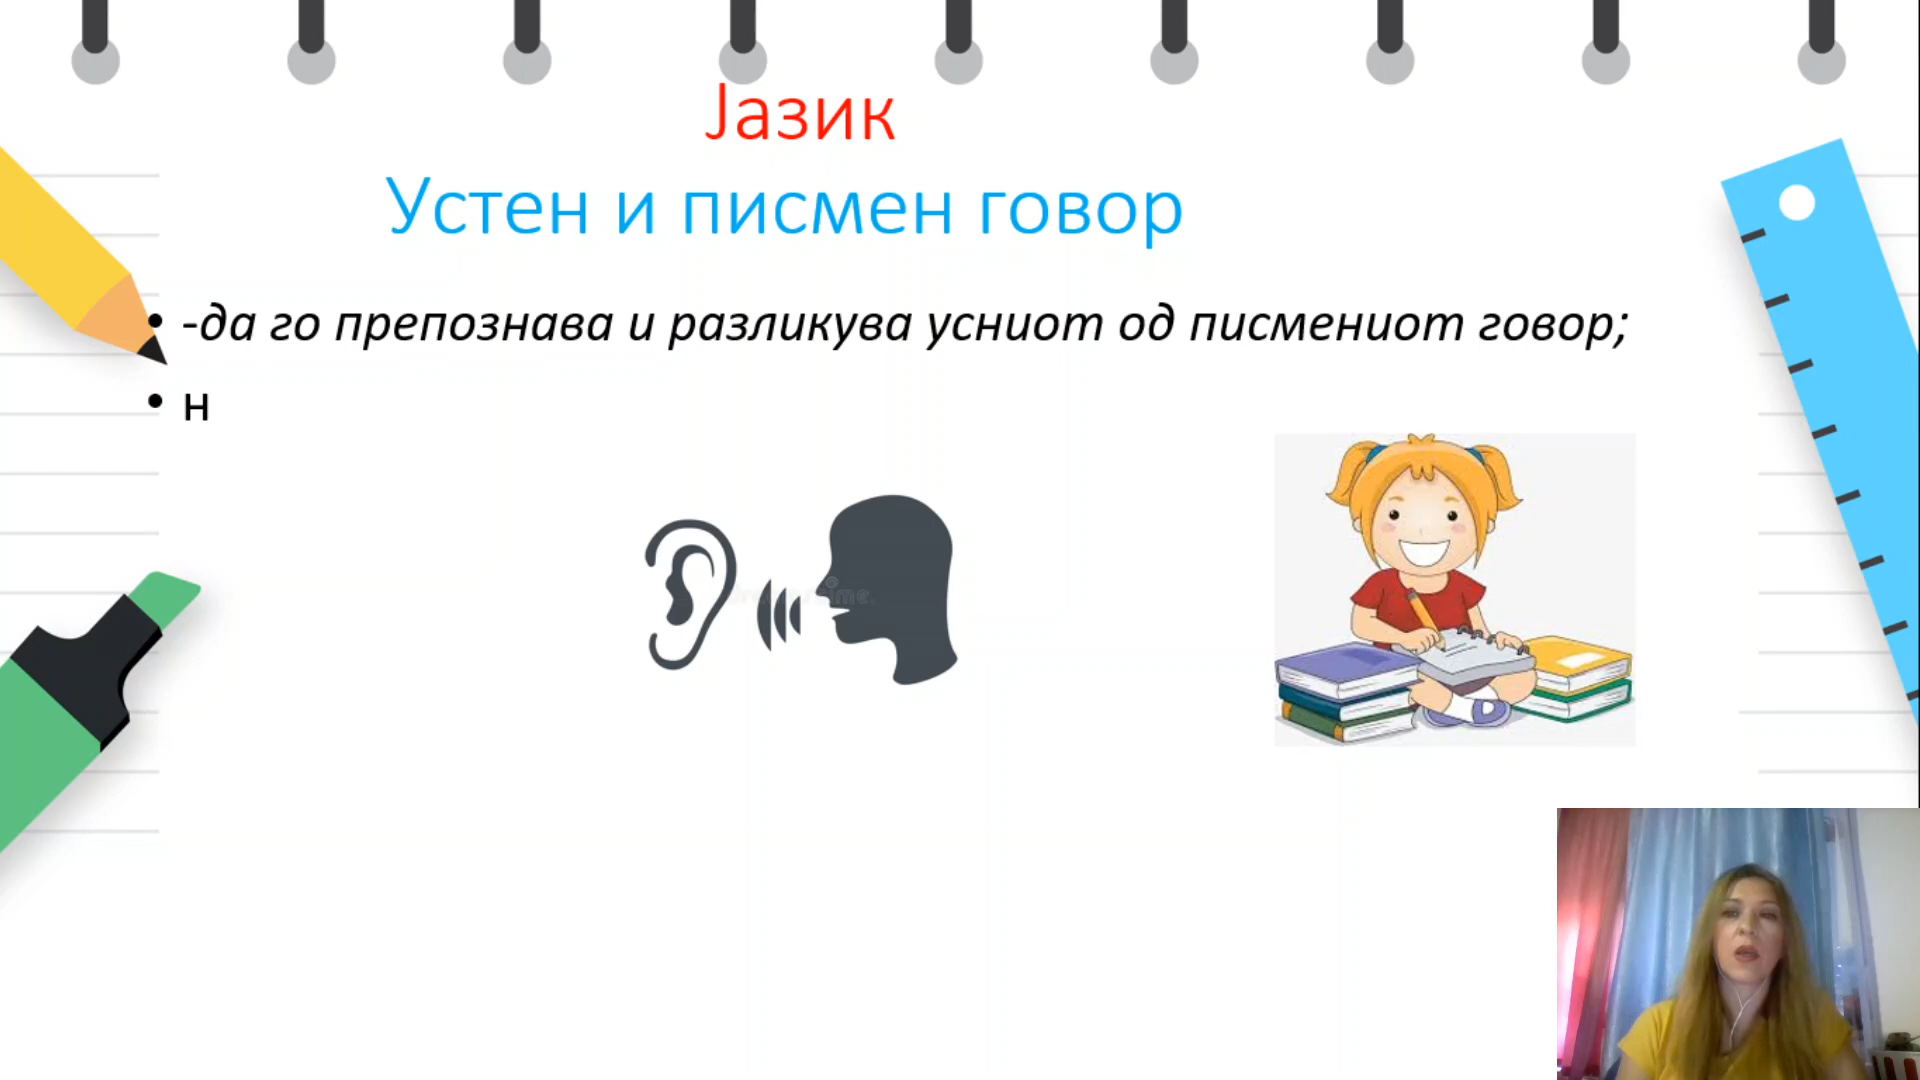 Јазик
Устен и писмен говор
• -да го препознава и разликува усниот од писмениот говор;
• н